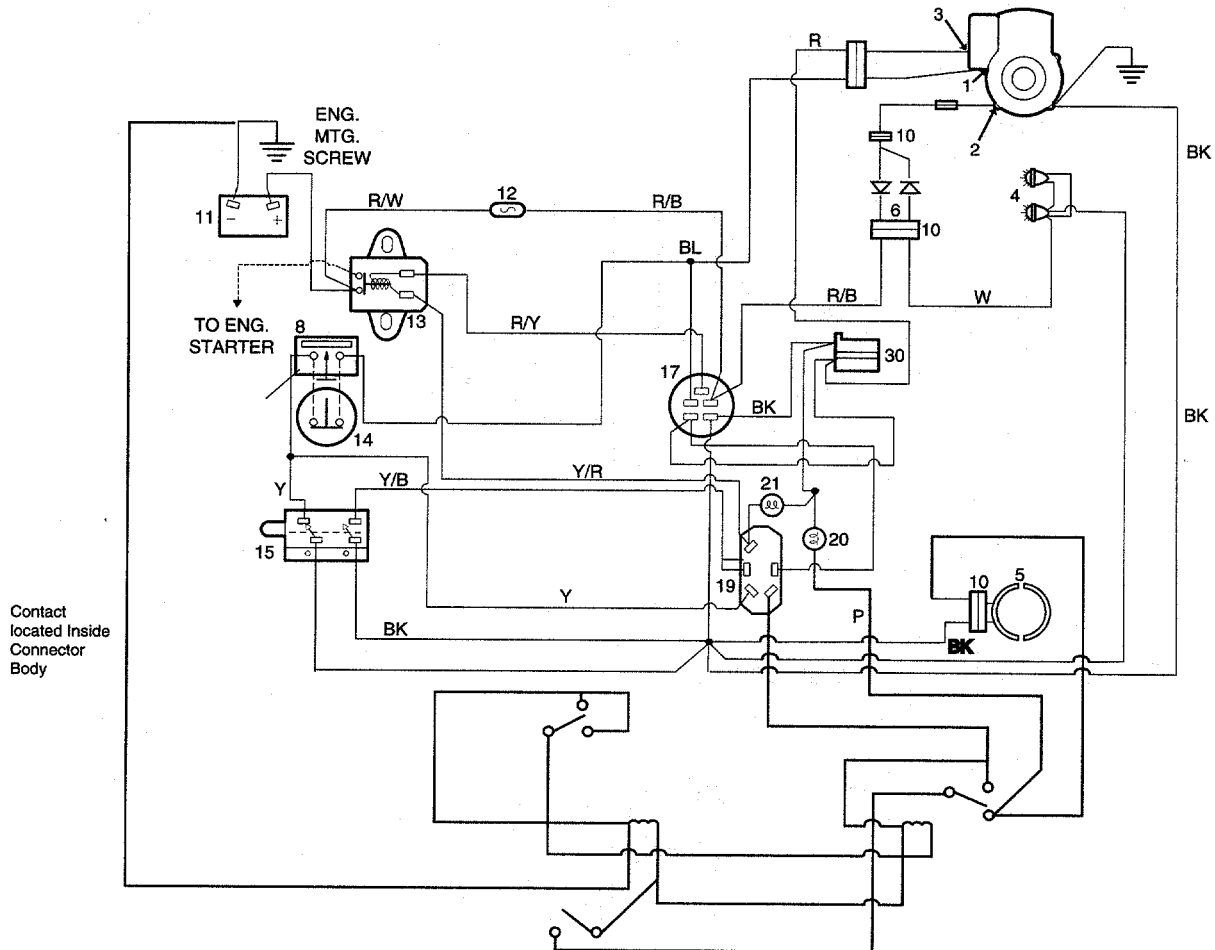 3
R
1
2
BK
ENG.
MTG.
SCREW
10
4
11
− +
R/W
12
R/B
6
10
BL
R/B
W
13
TO ENG.
STARTER
8
R/Y
30
17
BK
BK
14
Y/R
Y/B
21
Y
20
15
19
10
5
Y
P
Contact
located Inside
Connector
Body
BK
BK